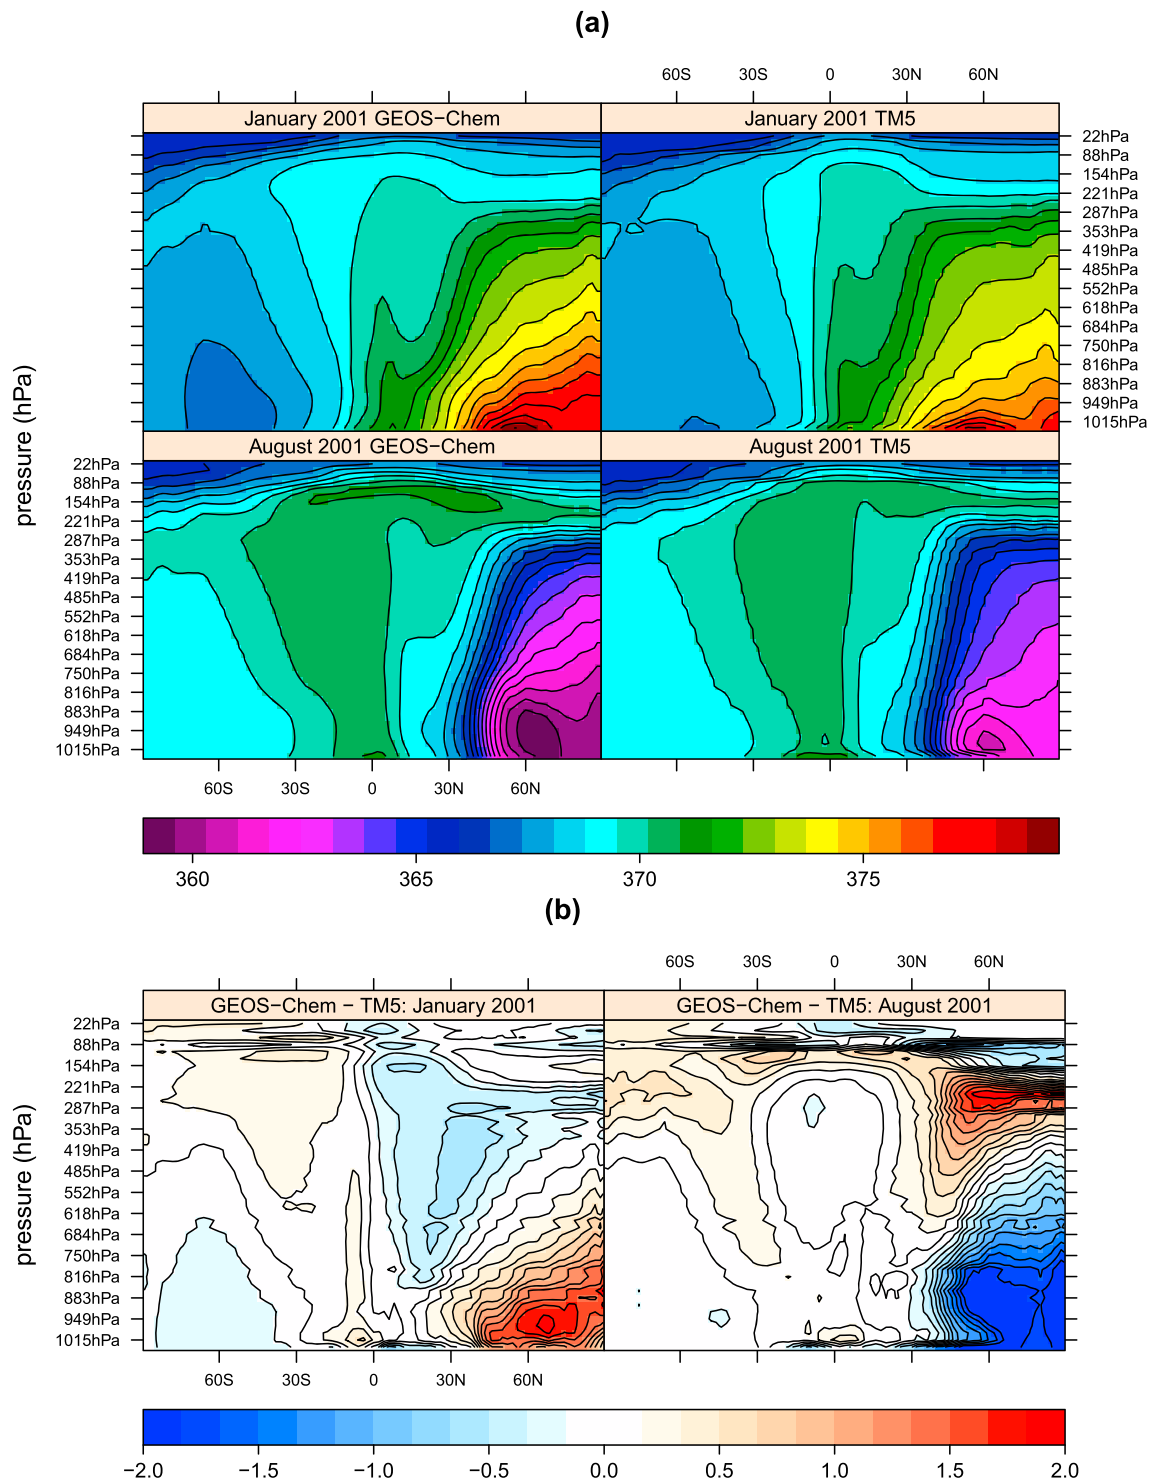 (a)
60S 30S 0 30N 60N
January 2001 GEOS−Chem January 2001 TM5
22hPa
88hPa
154hPa
221hPa
287hPa
353hPa
419hPa
485hPa
552hPa
618hPa
684hPa
750hPa
816hPa
883hPa
949hPa
1015hPa
pressure (hPa)
August 2001 GEOS−Chem August 2001 TM5
22hPa
88hPa
154hPa
221hPa
287hPa
353hPa
419hPa
485hPa
552hPa
618hPa
684hPa
750hPa
816hPa
883hPa
949hPa
1015hPa
60S 30S 0 30N 60N
360 365 370 375
(b)
60S 30S 0 30N 60N
GEOS−Chem − TM5: January 2001 GEOS−Chem − TM5: August 2001
22hPa
88hPa
154hPa
221hPa
287hPa
353hPa
419hPa
485hPa
552hPa
618hPa
684hPa
750hPa
816hPa
883hPa
949hPa
1015hPa
pressure (hPa)
60S 30S 0 30N 60N
−2.0 −1.5 −1.0 −0.5 0.0 0.5 1.0 1.5 2.0